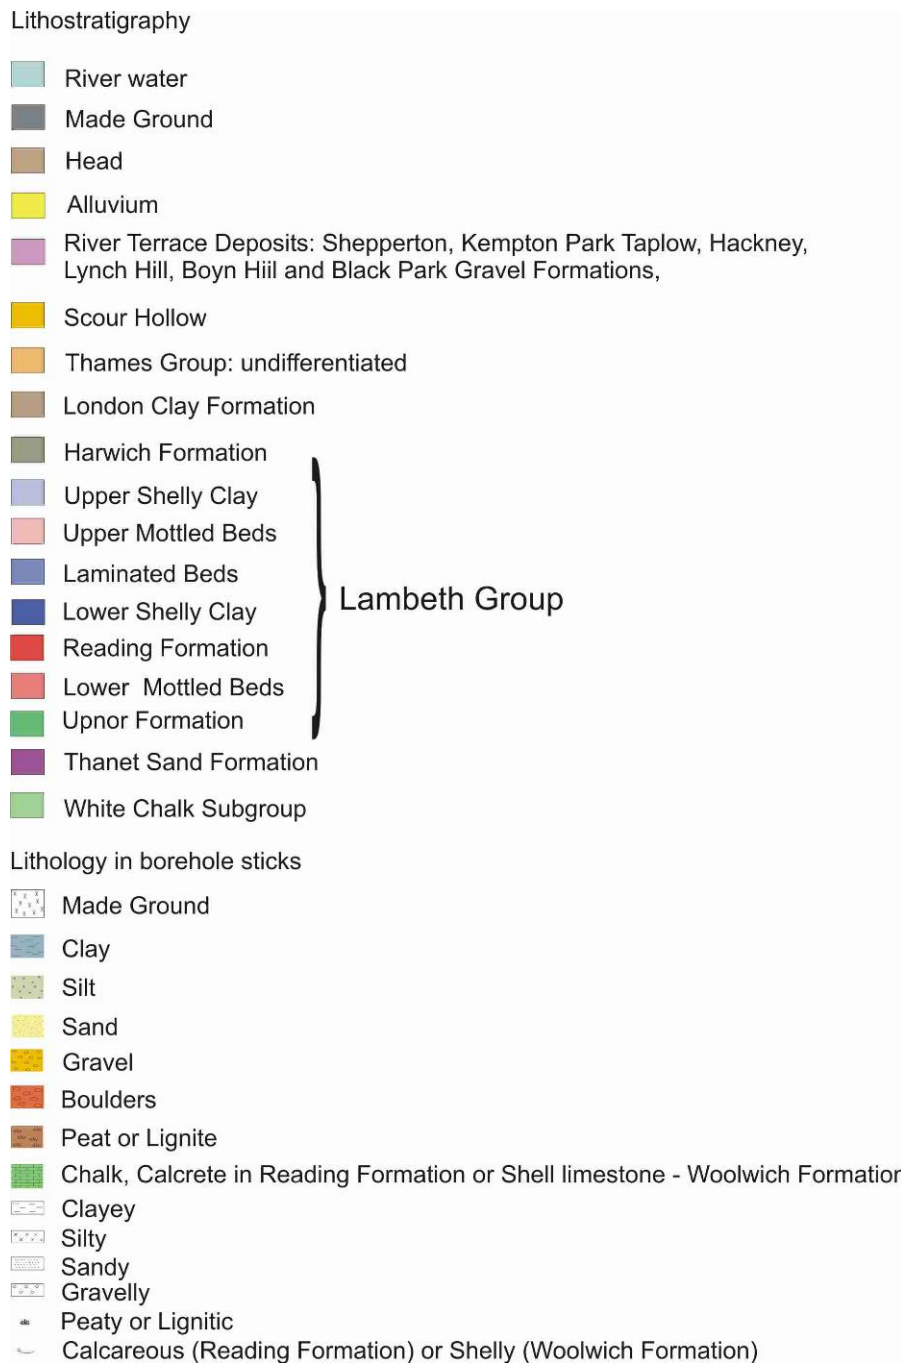 Lithostratigraphy
River water
Made Ground
Head
Alluvium
River Terrace Deposits: Shepperton, Kempton Park Taplow, Hackney,
Lynch Hill, Boyn Hiil and Black Park Gravel Formations,
Scour Hollow
Thames Group: undifferentiated
London Clay Formation
Harwich Formation
Upper Shelly Clay
Upper Mottled Beds
Laminated Beds
Lambeth Group
Lower Shelly Clay
Reading Formation
Lower Mottled Beds
Upnor Formation
Thanet Sand Formation
White Chalk Subgroup
Lithology in borehole sticks
Made Ground
Clay
Silt
Sand
Gravel
Boulders
Peat or Lignite
Chalk, Calcrete in Reading Formation or Shell limestone - Woolwich Formation
Clayey
Silty
Sandy
Gravelly
Peaty or Lignitic
Calcareous (Reading Formation) or Shelly (Woolwich Formation)